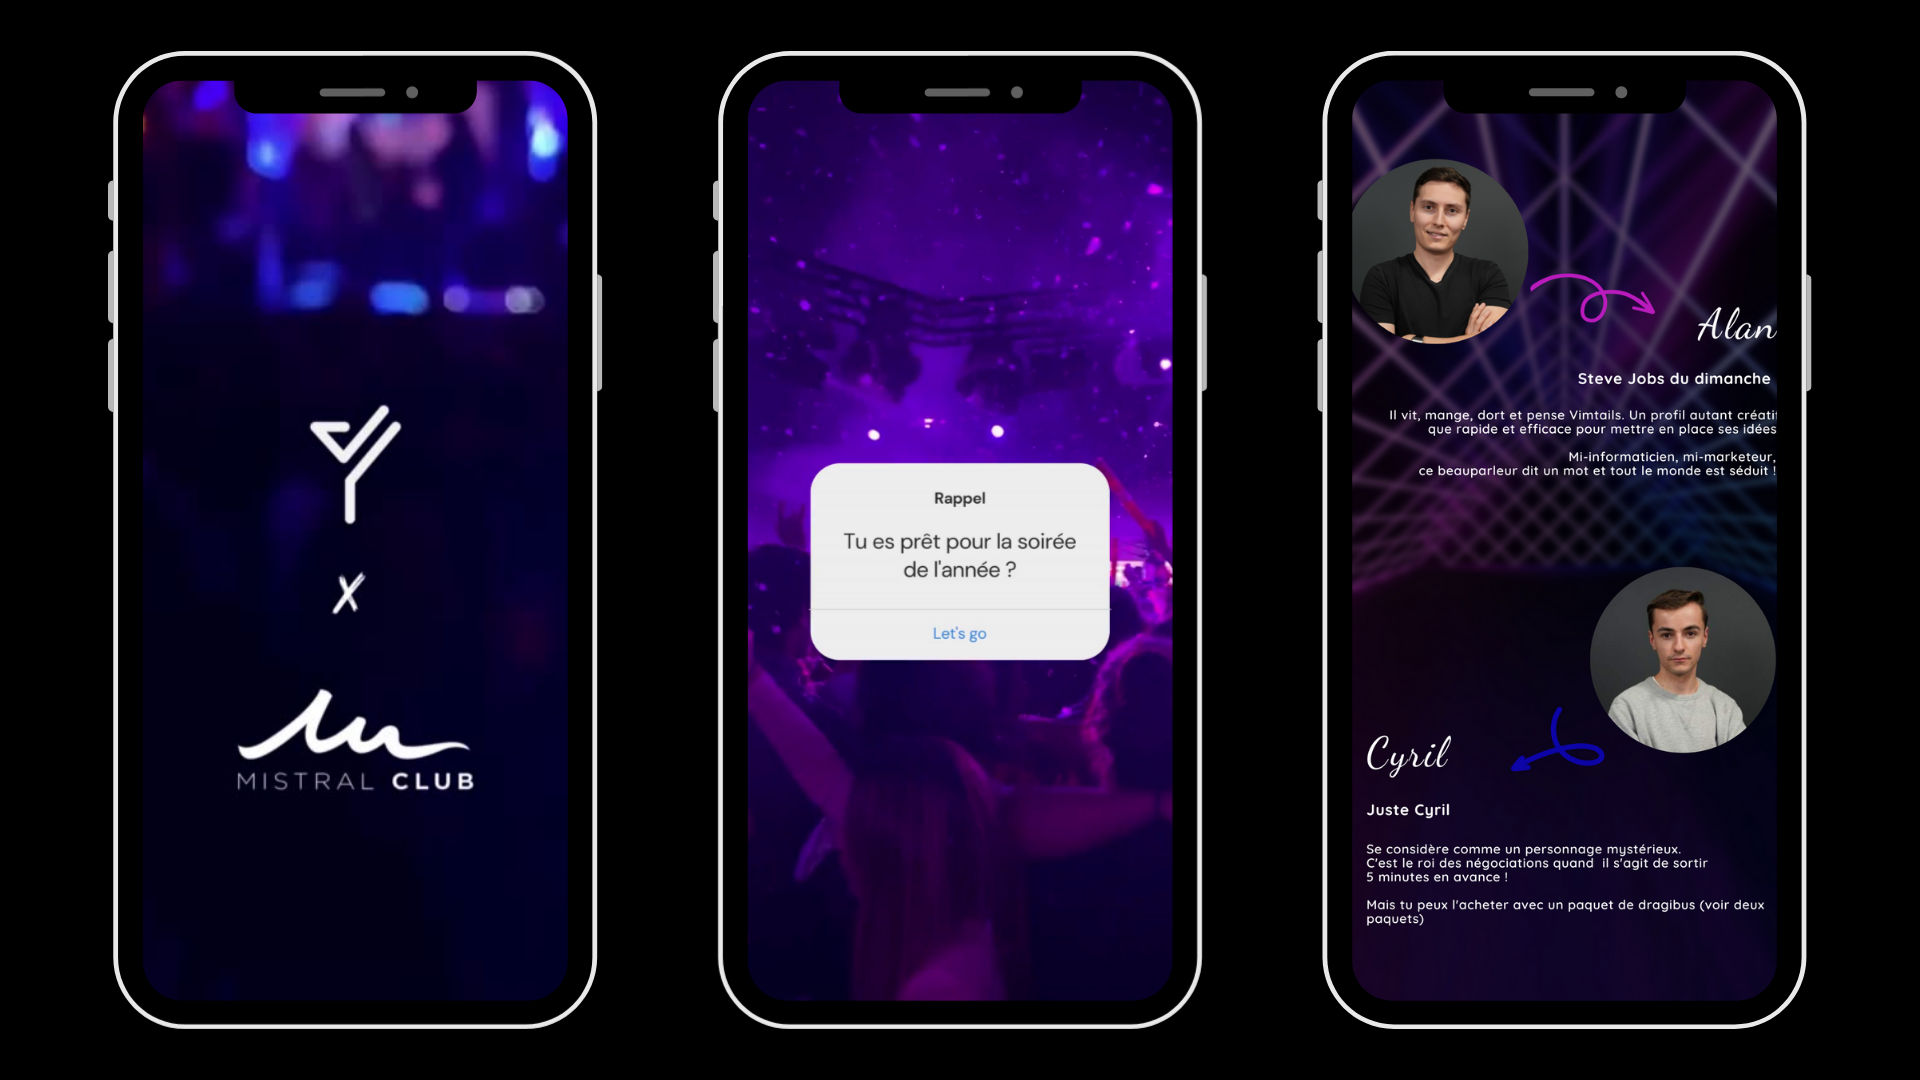 X
MISTRAL CLUB
Rappel
Tu es prêt pour la soirée
de l'année ?
Let's go
Alan
Steve Jobs du dimanche
Il vit, mange, dort et pense Vimtails. Un profil autant créatif
que rapide et efficace pour mettre en place ses idées
Mi-informaticien, mi-marketeur,
ce beauparleur dit un mot et tout le monde est séduit !
Cyril
Juste Cyril
Se considère comme un personnage mystérieux.
C'est le roi des négociations quand il s'agit de sortir
5 minutes en avance !
Mais tu peux l'acheter avec un paquet de dragibus (voir deux
paquets)